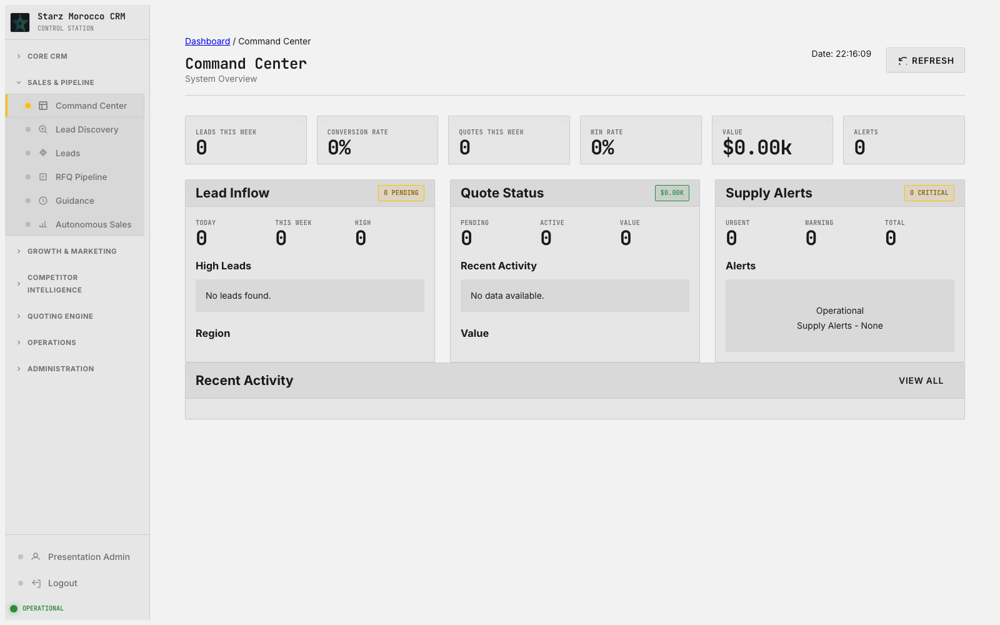 Starz Morocco CRM
CONTROL STATION
CORE CRM
SALES & PIPELINE
Command Center
Lead Discovery
Leads
RFQ Pipeline
Guidance
Autonomous Sales
GROWTH & MARKETING
COMPETITOR
INTELLIGENCE
QUOTING ENGINE
OPERATIONS
ADMINISTRATION
Presentation Admin
Logout
OPERATIONAL
Dashboard / Command Center
Command Center
System Overview
Date: 22:16:09
REFRESH
LEADS THIS WEEK
0
CONVERSION RATE
0%
QUOTES THIS WEEK
0
WIN RATE
0%
VALUE
$0.00k
ALERTS
0
Lead Inflow
0 PENDING
TODAY
0
THIS WEEK
0
HIGH
0
High Leads
No leads found.
Region
Quote Status
$0.00K
PENDING
0
ACTIVE
0
VALUE
0
Recent Activity
No data available.
Value
Supply Alerts
0 CRITICAL
URGENT
0
WARNING
0
TOTAL
0
Alerts
Operational
Supply Alerts - None
Recent Activity
VIEW ALL